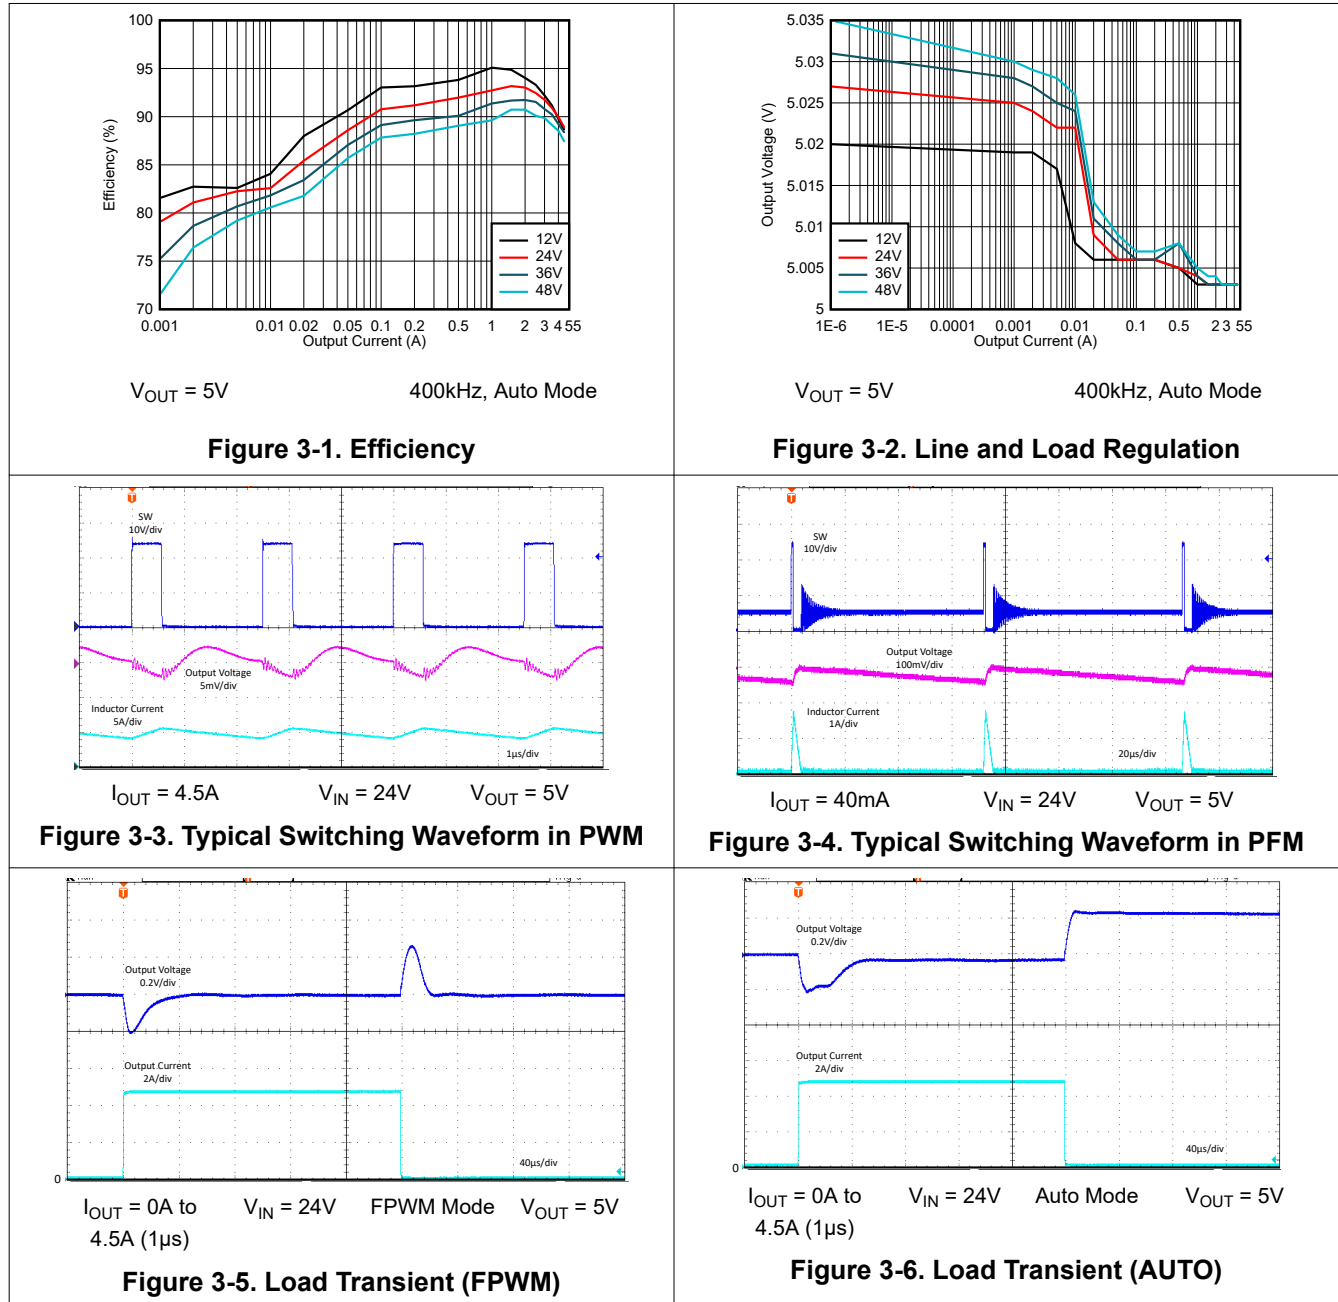 100
95
90
85
80
75
70
Efficiency (%)
12V
24V
36V
48V
0.001 0.01 0.02 0.05 0.1 0.2 0.5 1 2 3 4 55
Output Current (A)
VOUT = 5V 400kHz, Auto Mode
Figure 3-1. Efficiency
5.035
5.03
5.025
5.02
5.015
5.01
5.005
5
Output Voltage (V)
12V
24V
36V
48V
1E-6 1E-5 0.0001 0.001 0.01 0.1 0.5 2 3 55
Output Current (A)
VOUT = 5V 400kHz, Auto Mode
Figure 3-2. Line and Load Regulation
T
SW
10V/div
Output Voltage
5mV/div
Inductor Current
5A/div
1µs/div
IOUT = 4.5A VIN = 24V VOUT = 5V
Figure 3-3. Typical Switching Waveform in PWM
T
SW
10V/div
Output Voltage
100mV/div
Inductor Current
1A/div
20µs/div
IOUT = 40mA VIN = 24V VOUT = 5V
Figure 3-4. Typical Switching Waveform in PFM
T
Output Voltage
0.2V/div
Output Current
2A/div
40µs/div
0
IOUT = 0A to VIN = 24V FPWM Mode VOUT = 5V
4.5A (1µs)
Figure 3-5. Load Transient (FPWM)
T
Output Voltage
0.2V/div
Output Current
2A/div
40µs/div
0
IOUT = 0A to VIN = 24V Auto Mode VOUT = 5V
4.5A (1µs)
Figure 3-6. Load Transient (AUTO)